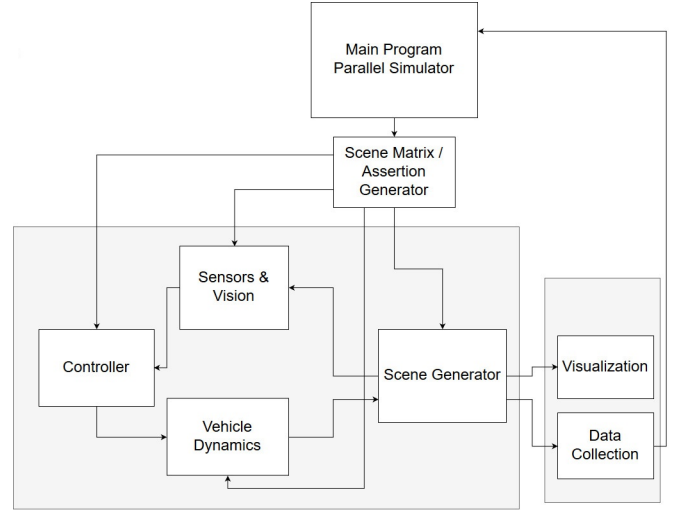 Main Program
Parallel Simulator
Scene Matrix /
Assertion
Generator
Sensors &
Vision
Controller
Scene Generator
Visualization
Vehicle
Dynamics
Data
Collection